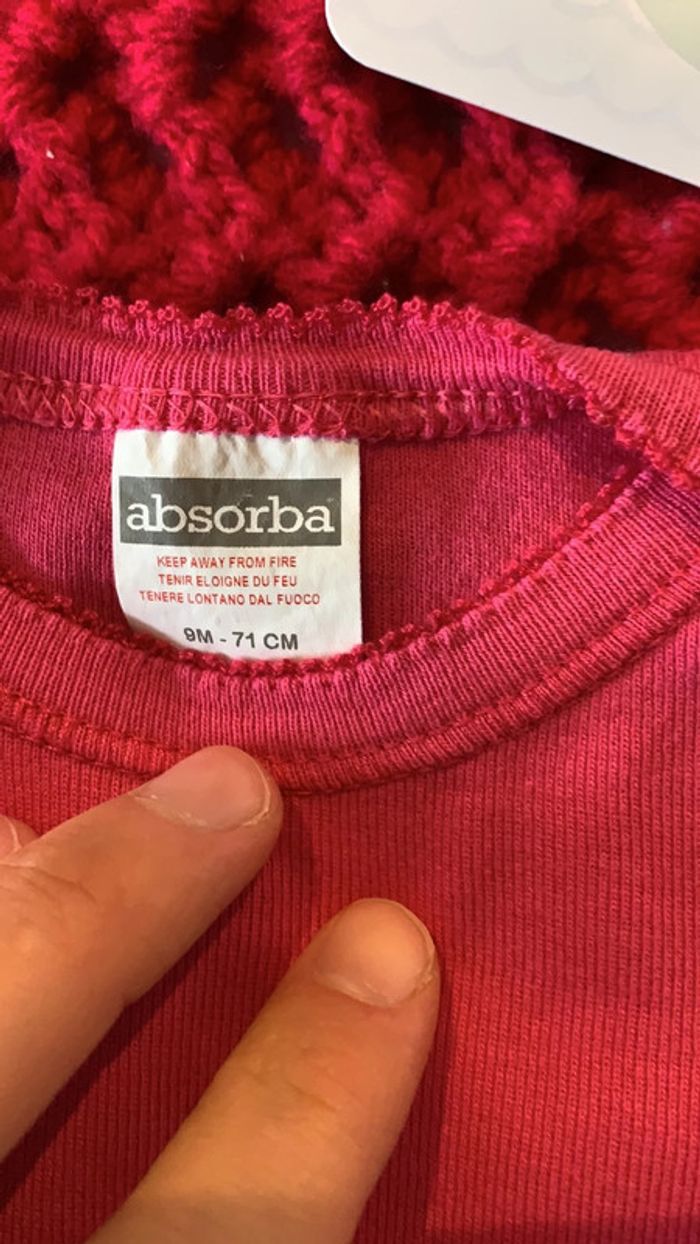 absorba
KEEP AWAY FROM FIRE
TENIR ELOIGNE DU FEU
TENERE LONTANO DAL FUOCO
9M - 71 CM